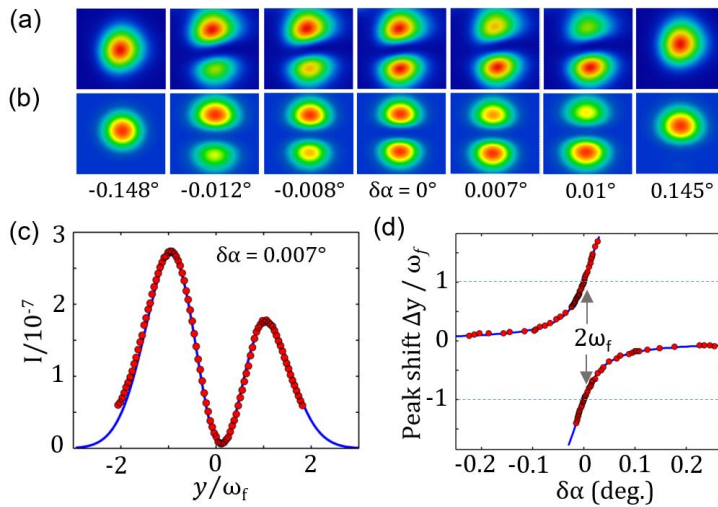 (a)
(b)
-0.148° -0.012° -0.008° δα = 0° 0.007° 0.01° 0.145°
(c)
(d)
3
2
1
0
I/10⁻⁷
δα = 0.007°
-2 0 2
y/ω_f
1
-1
Peak shift Δy / ω_f
2ω_f
-0.2 -0.1 0 0.1 0.2
δα (deg.)